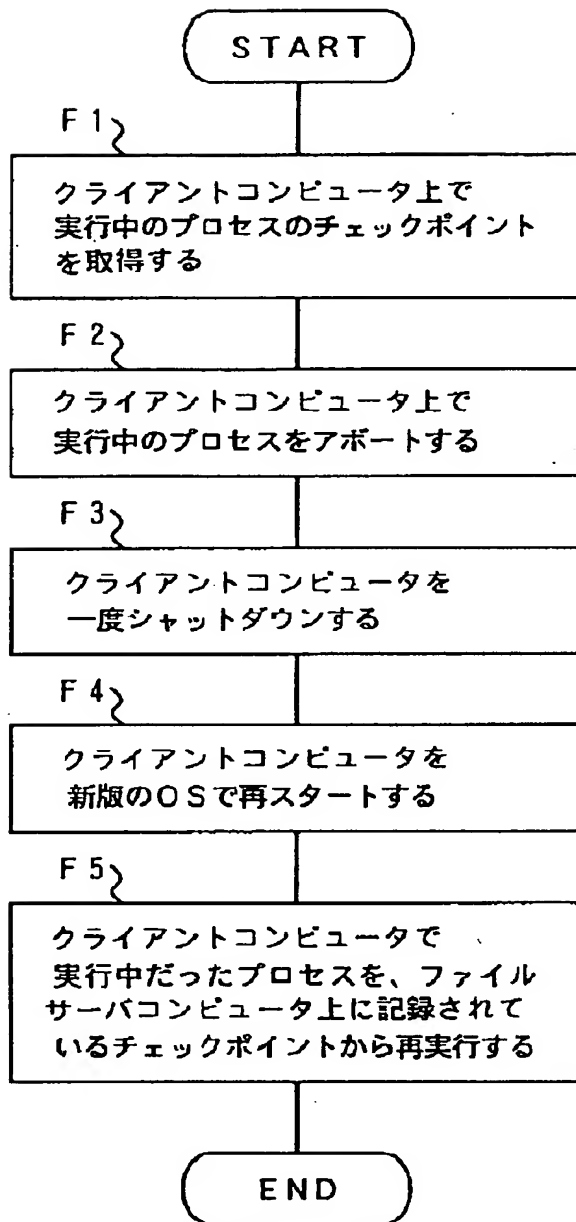 START
F1
クライアントコンピュータ上で
実行中のプロセスのチェックポイント
を取得する
F2
クライアントコンピュータ上で
実行中のプロセスをアボートする
F3
クライアントコンピュータを
一度シャットダウンする
F4
クライアントコンピュータを
新版のOSで再スタートする
F5
クライアントコンピュータで
実行中だったプロセスを、ファイル
サーバコンピュータ上に記録されて
いるチェックポイントから再実行する
END